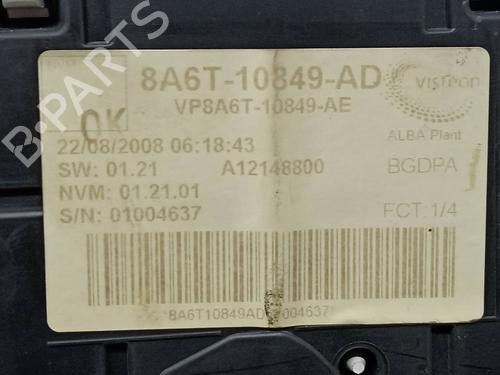 8A6T-10849-AD
Visteon
OK
VP8A6T-10849-AE
ALBA Plant
22/08/2008 06:18:43
SW: 01.21 A12148800 BGDPA
NVM: 01.21.01
S/N: 01004637 FCT: 1/4
8A6T10849AD 1004637
B-PARTS